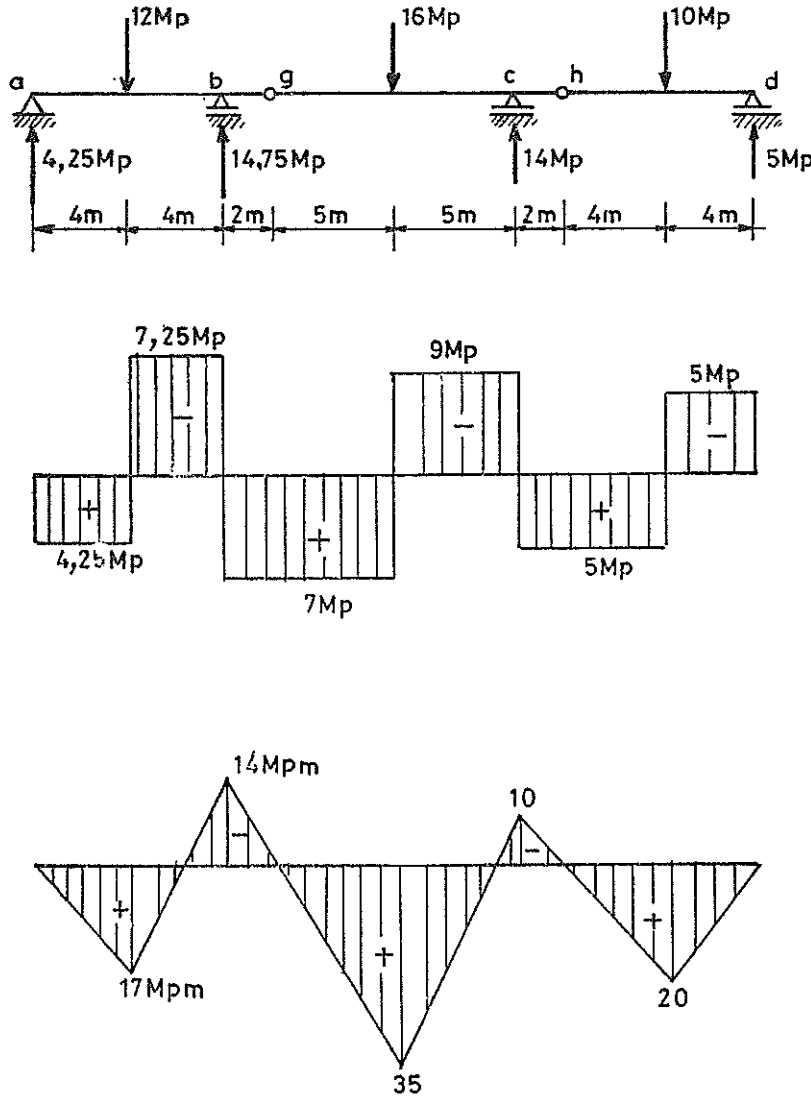 12Mp 16Mp 10Mp
a b g c h d
4,25Mp 14,75Mp 14Mp 5Mp
4m 4m 2m 5m 5m 2m 4m 4m
7,25Mp 9Mp 5Mp
− − −
+ + +
4,25Mp 7Mp 5Mp
14Mpm 10
− −
+ + +
17Mpm 35 20